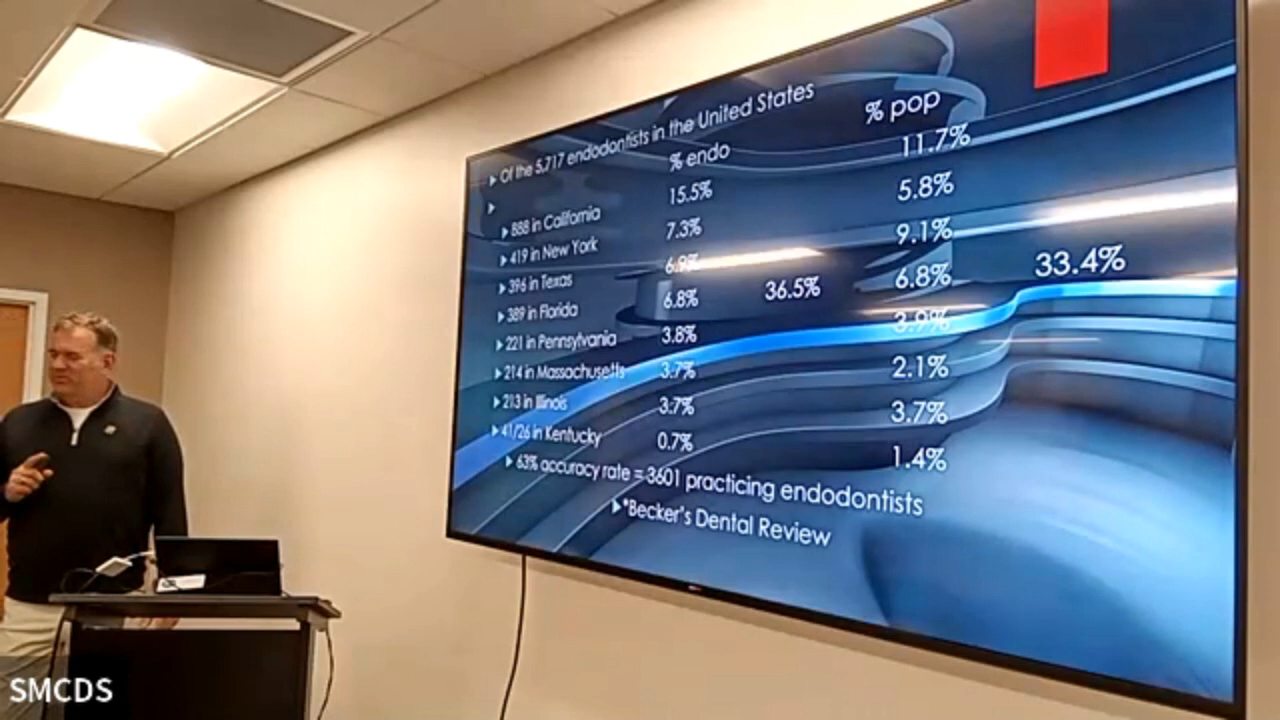 ▶ Of the 5,717 endodontists in the United States
% endo % pop
▶ 888 in California 15.5% 11.7%
▶ 419 in New York 7.3% 5.8%
▶ 396 in Texas 6.9% 9.1%
▶ 389 in Florida 6.8% 36.5% 6.8% 33.4%
▶ 221 in Pennsylvania 3.8% 3.9%
▶ 214 in Massachusetts 3.7% 2.1%
▶ 213 in Illinois 3.7% 3.7%
▶ 41/26 in Kentucky 0.7% 1.4%
▶ 63% accuracy rate = 3601 practicing endodontists
▶ *Becker's Dental Review
SMCDS